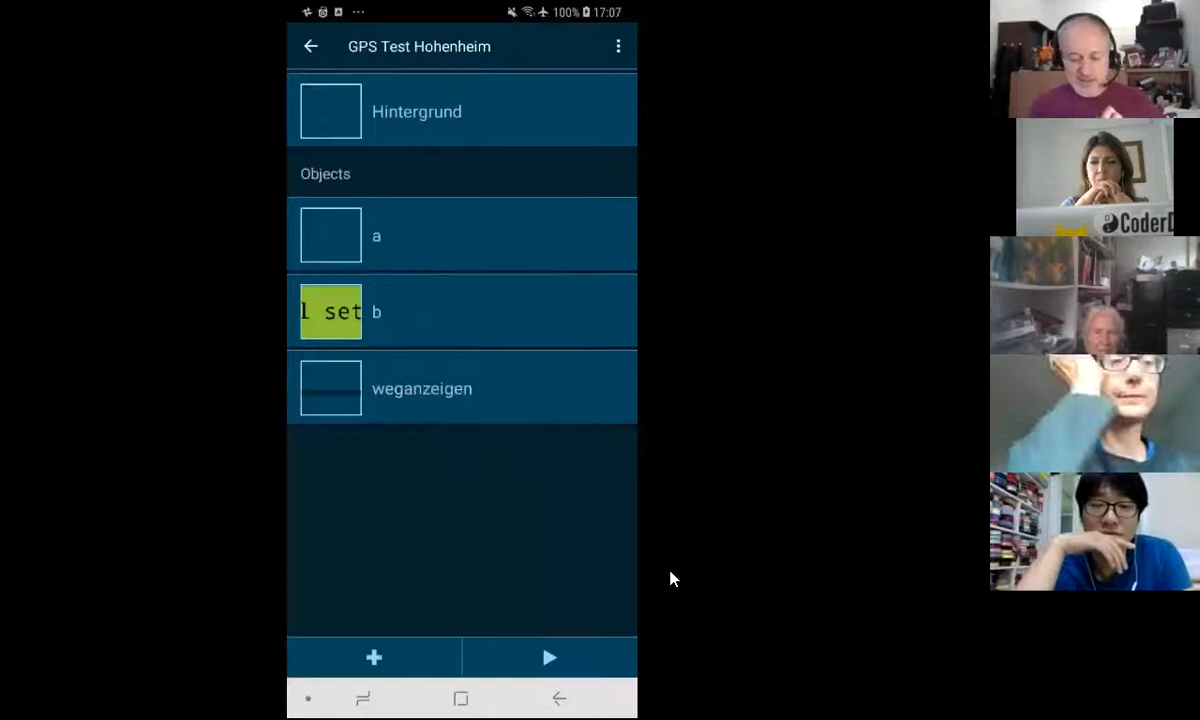 100% 17:07
GPS Test Hohenheim
Hintergrund
Objects
a
l set b
weganzeigen
CoderD